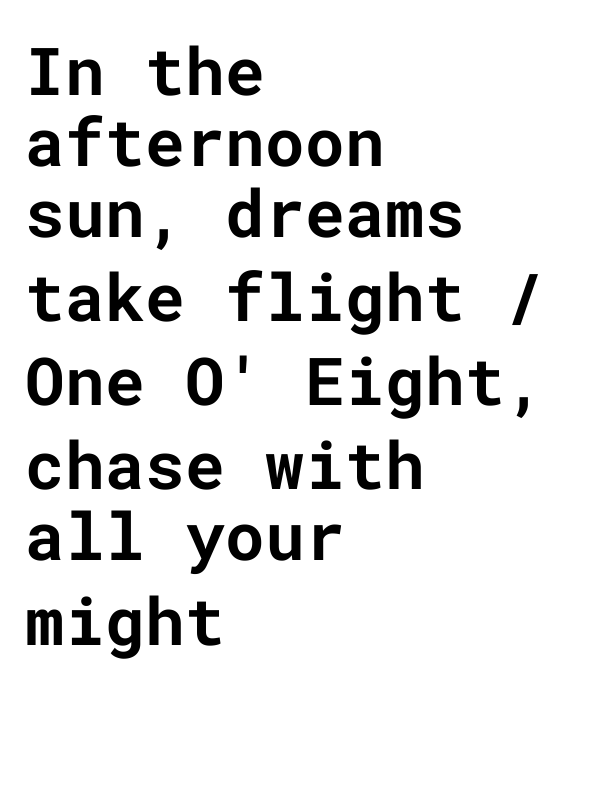 In the
afternoon
sun, dreams
take flight /
One O' Eight,
chase with
all your
might